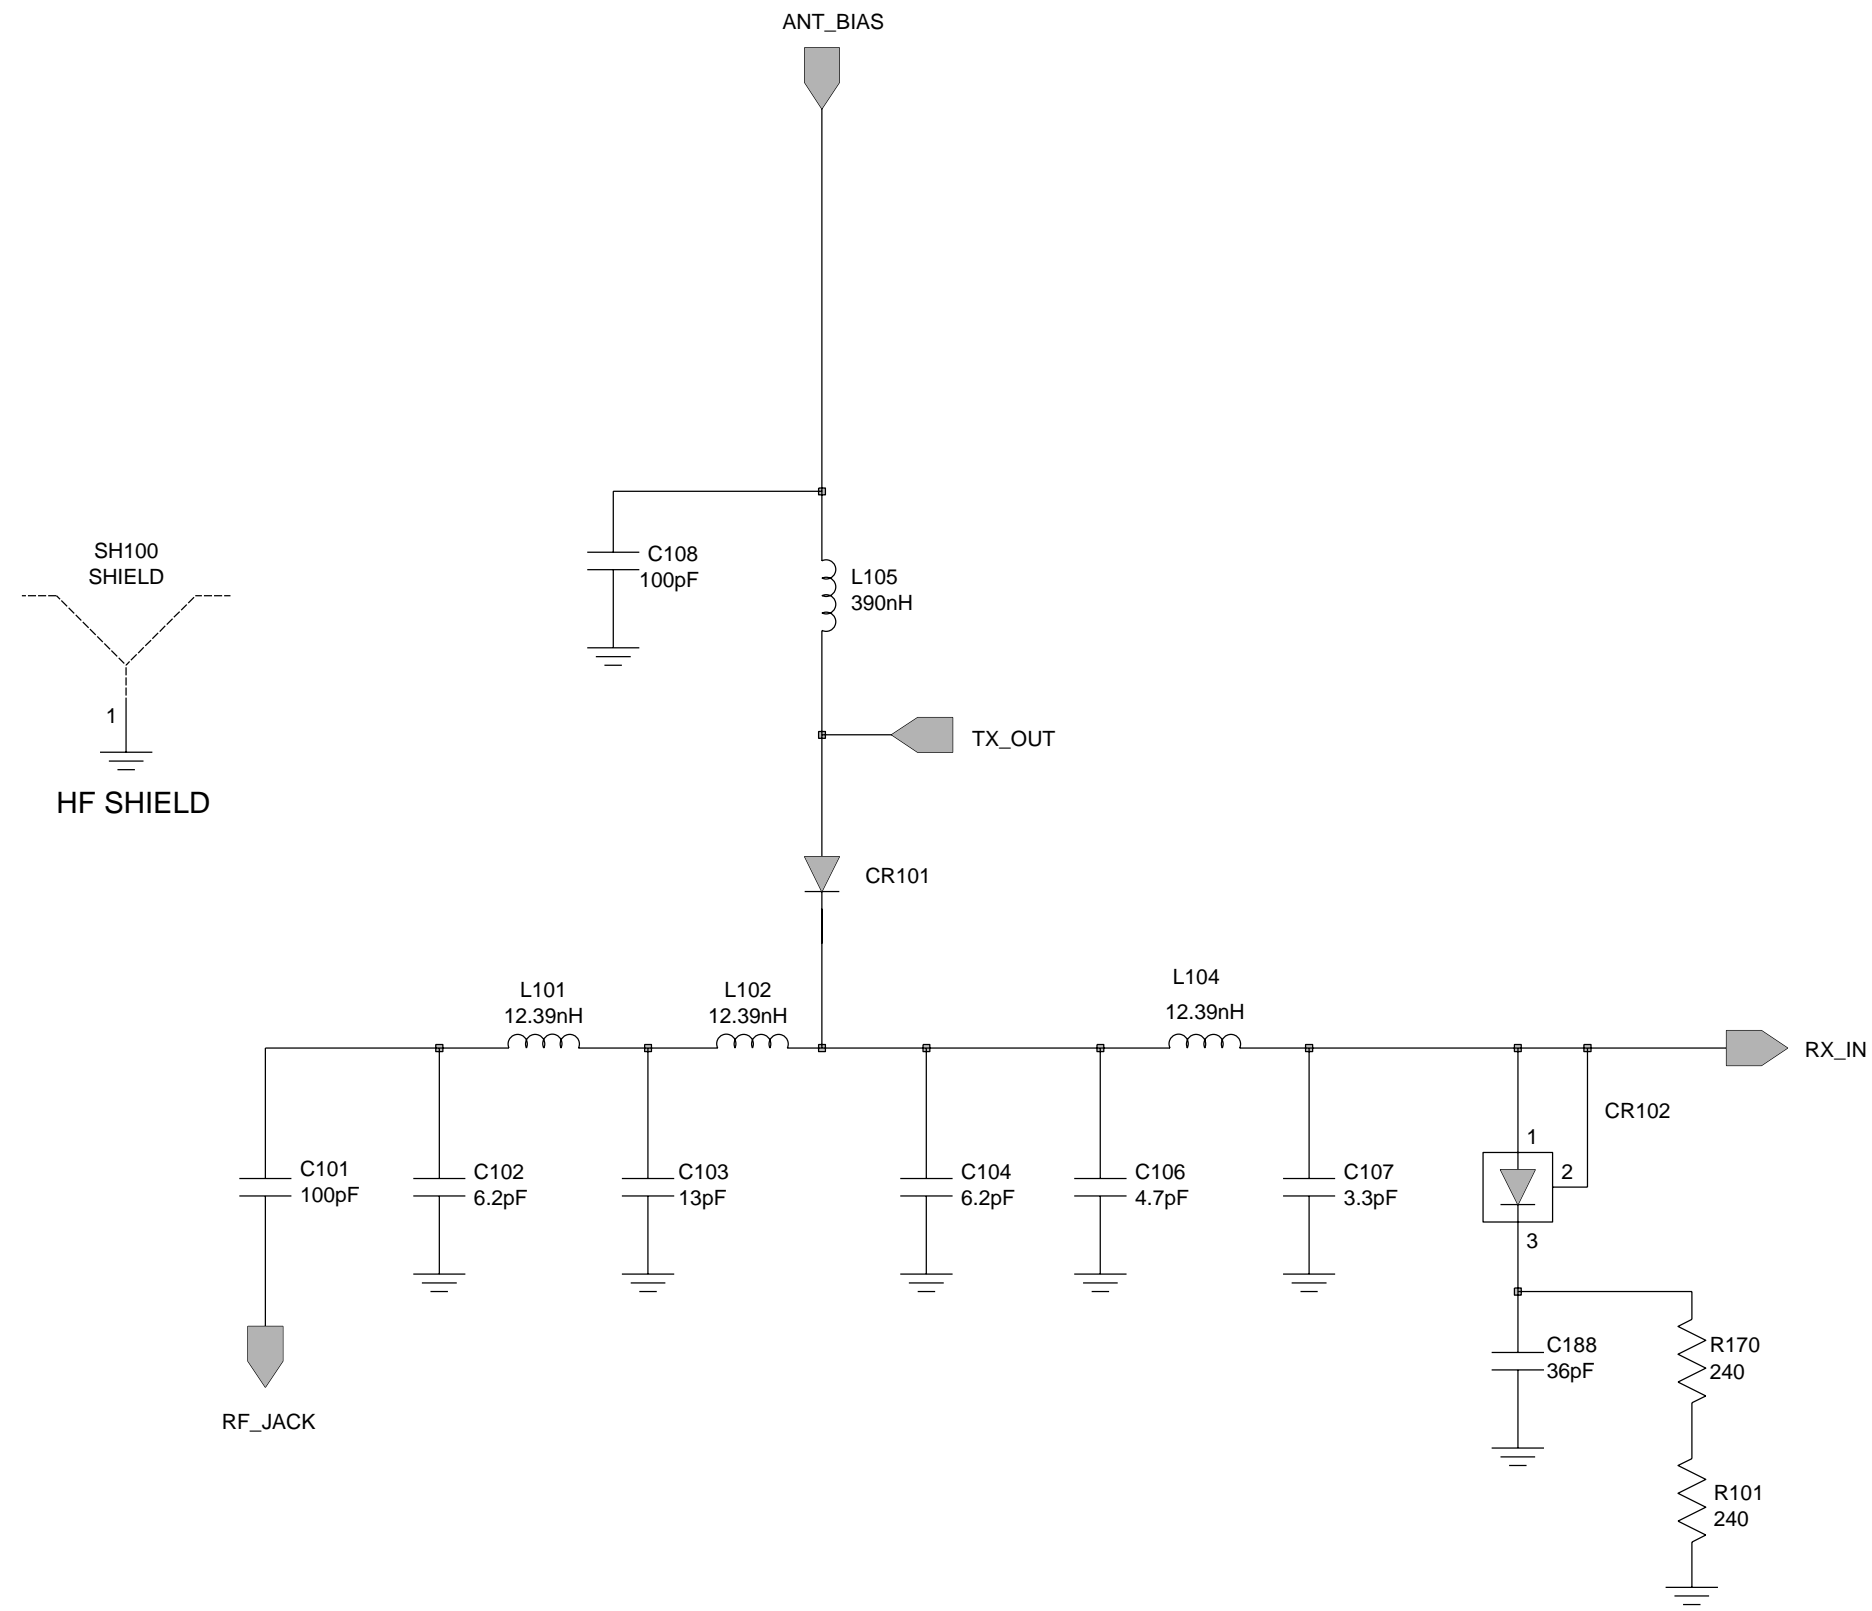 ANT_BIAS
SH100
SHIELD
1
HF SHIELD
C108
100pF
L105
390nH
TX_OUT
CR101
L101
12.39nH
L102
12.39nH
L104
12.39nH
RX_IN
CR102
1
2
3
C101
100pF
C102
6.2pF
C103
13pF
C104
6.2pF
C106
4.7pF
C107
3.3pF
C188
36pF
R170
240
RF_JACK
R101
240